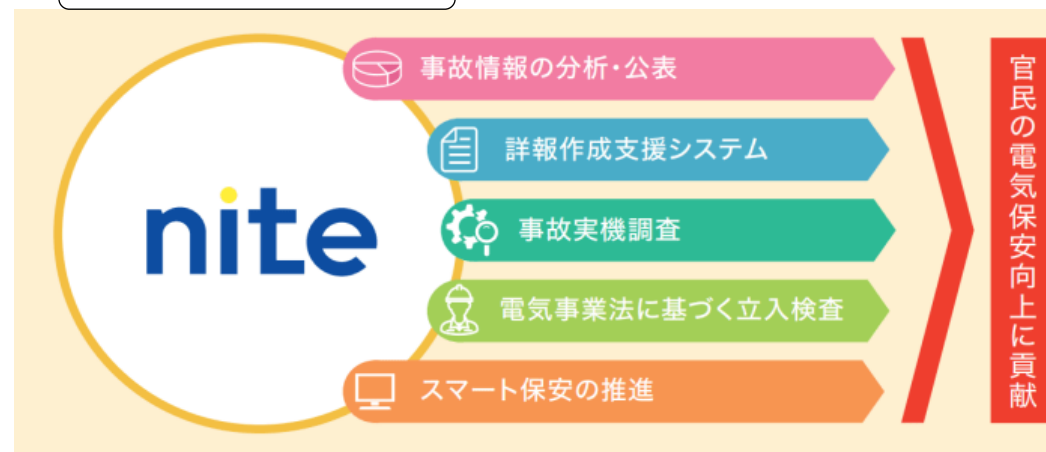 nite
事故情報の分析・公表
詳報作成支援システム
事故実機調査
電気事業法に基づく立入検査
スマート保安の推進
官民の電気保安向上に貢献